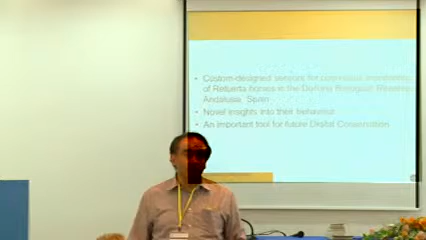 • Custom-designed sensors for continuous monitoring
of Retuerta horses in the Doñana Biological Reserve,
Andalusia, Spain
• Novel insights into their behaviour
• An important tool for future Digital Conservation